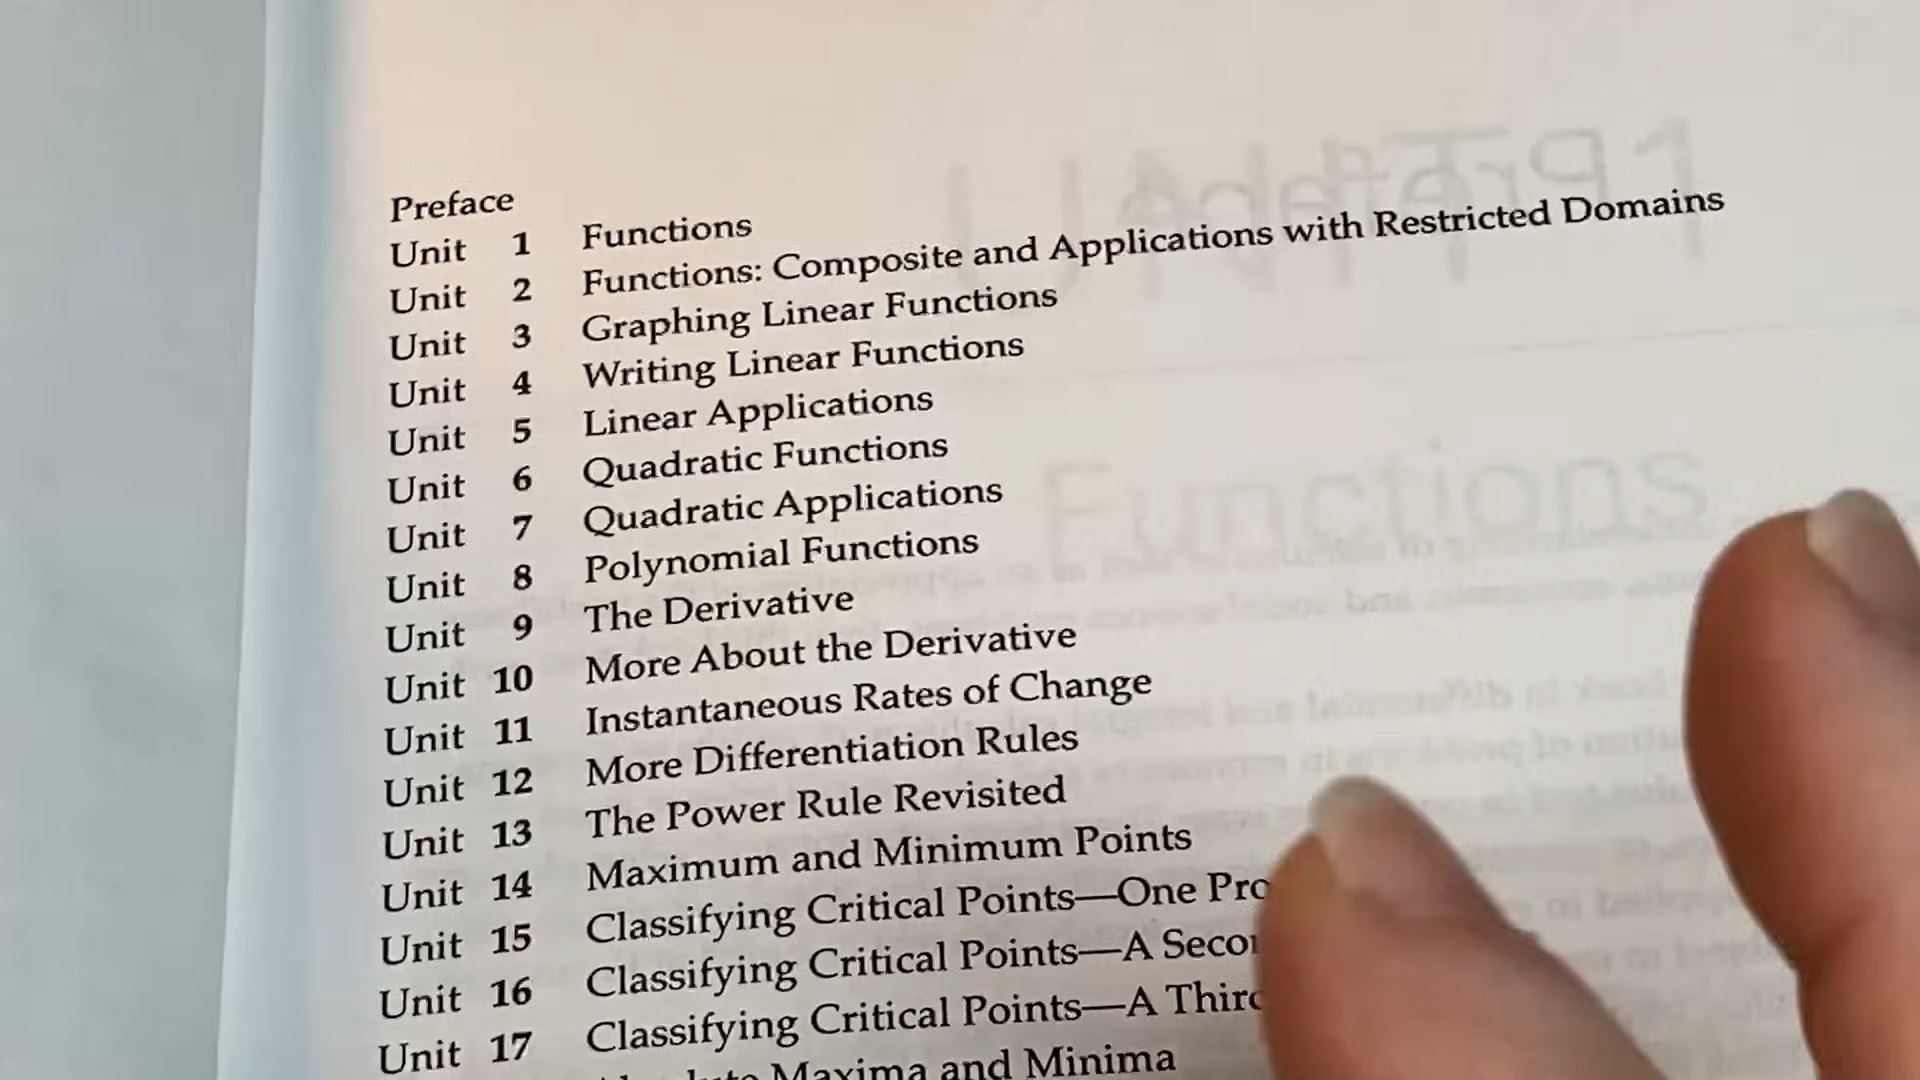 Preface
Unit 1 Functions
Unit 2 Functions: Composite and Applications with Restricted Domains
Unit 3 Graphing Linear Functions
Unit 4 Writing Linear Functions
Unit 5 Linear Applications
Unit 6 Quadratic Functions
Unit 7 Quadratic Applications
Unit 8 Polynomial Functions
Unit 9 The Derivative
Unit 10 More About the Derivative
Unit 11 Instantaneous Rates of Change
Unit 12 More Differentiation Rules
Unit 13 The Power Rule Revisited
Unit 14 Maximum and Minimum Points
Unit 15 Classifying Critical Points—One
Unit 16 Classifying Critical Points—A
Unit 17 Classifying Critical Points—A
Maxima and Minima